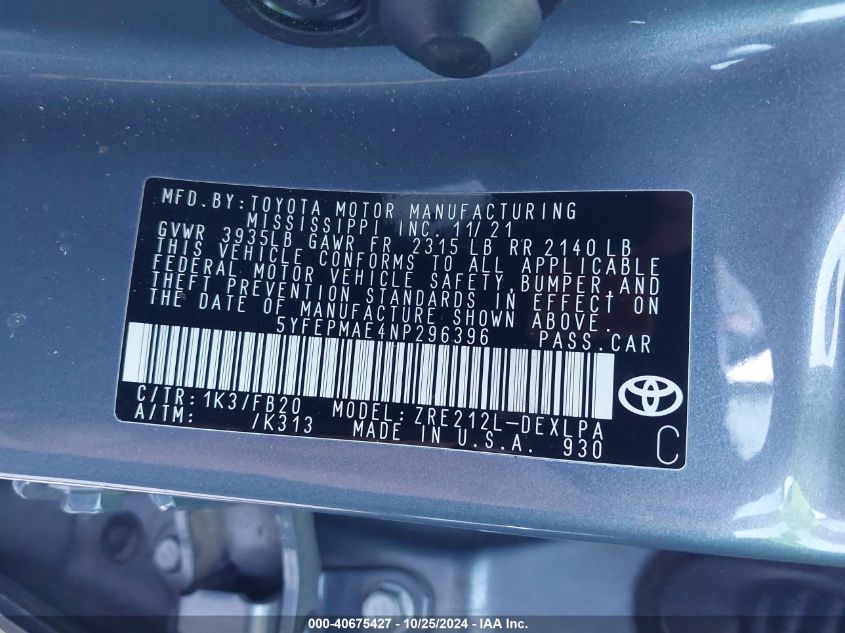 MFD.BY:TOYOTA MOTOR MANUFACTURING
MISSISSIPPI INC. 11/21
GVWR 3935LB GAWR FR 2315 LB RR 2140 LB
THIS VEHICLE CONFORMS TO ALL APPLICABLE
FEDERAL MOTOR VEHICLE SAFETY,BUMPER,AND
THEFT PREVENTION STANDARDS IN EFFECT ON
THE DATE OF MANUFACTURE SHOWN ABOVE.
5YFEPMAE4NP296396 PASS.CAR
C/TR: 1K3/FB20 MODEL: ZRE212L-DEXLPA
A/TM: /K313 MADE IN U.S.A. 930
C
000-40675427 - 10/25/2024 - IAA Inc.